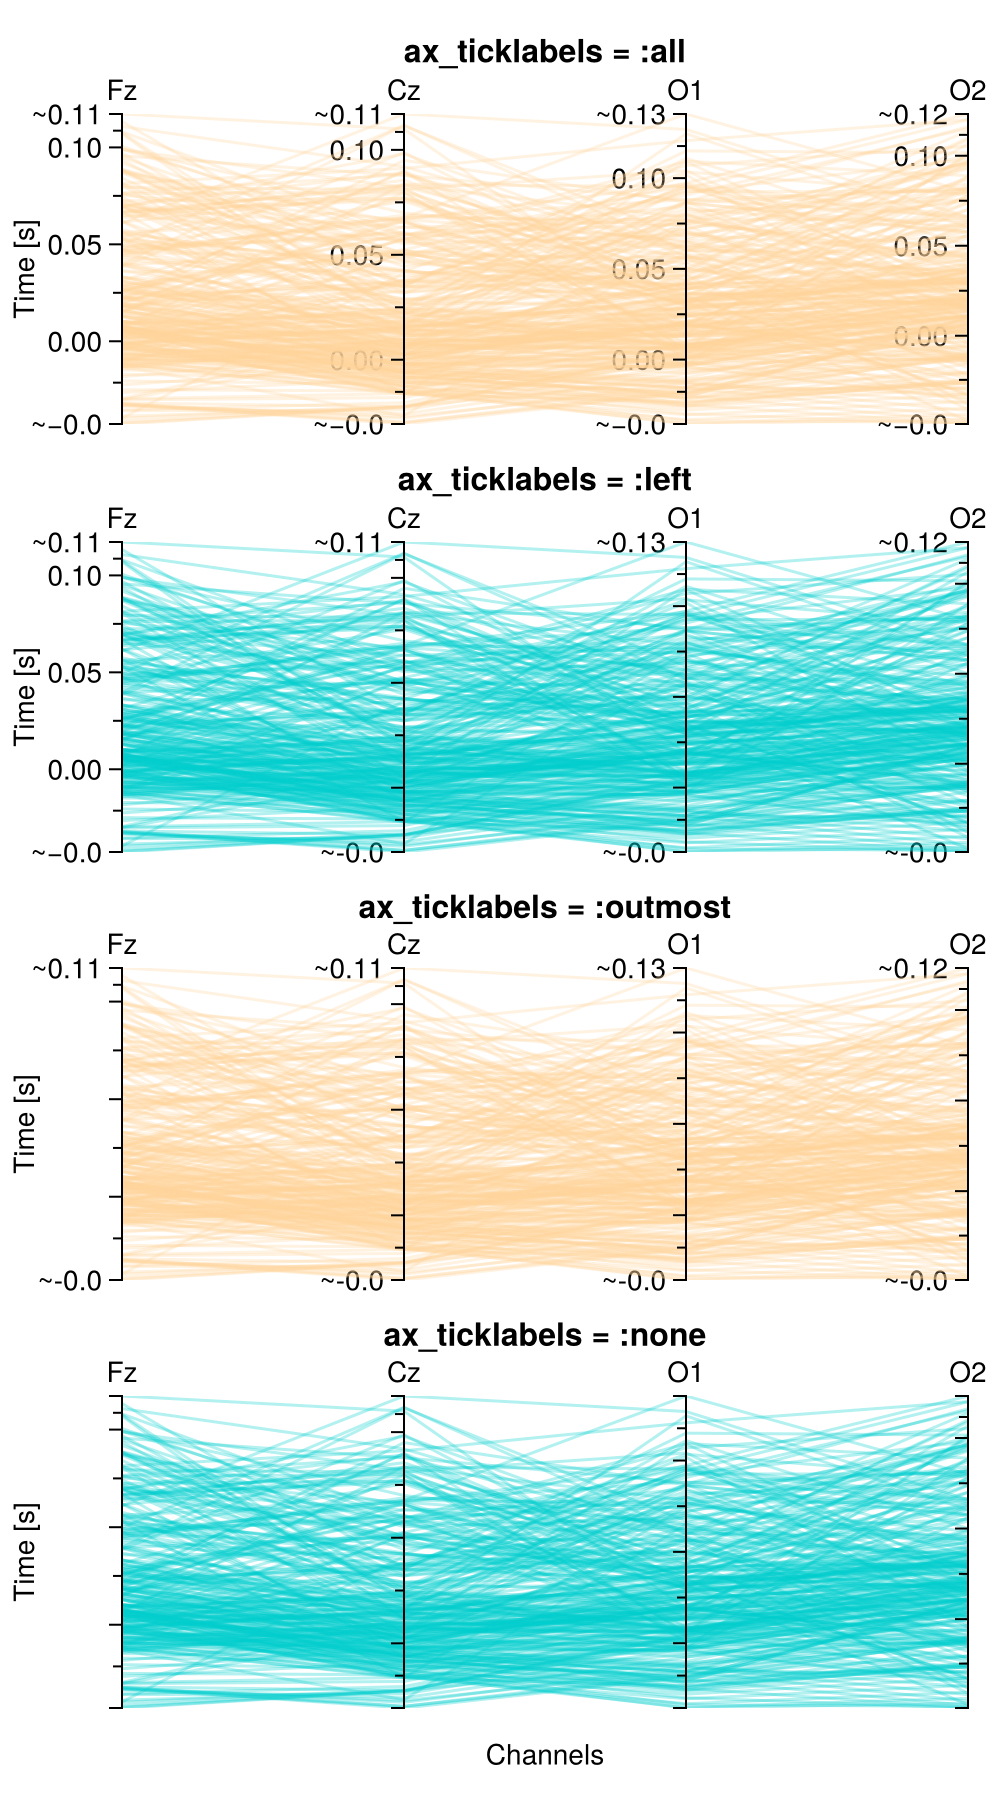 ax_ticklabels = :all
Fz Cz O1 O2
~0.11 ~0.11 ~0.13 ~0.12
0.10 0.10 0.10 0.10
0.05 0.05 0.05 0.05
0.00 0.00 0.00 0.00
~−0.0 ~−0.0 ~−0.0 ~−0.0
Time [s]
ax_ticklabels = :left
Fz Cz O1 O2
~0.11 ~0.11 ~0.13 ~0.12
0.10
0.05
0.00
~−0.0 ~-0.0 ~-0.0 ~-0.0
Time [s]
ax_ticklabels = :outmost
Fz Cz O1 O2
~0.11 ~0.11 ~0.13 ~0.12
Time [s]
~-0.0 ~-0.0 ~-0.0 ~-0.0
ax_ticklabels = :none
Fz Cz O1 O2
Time [s]
Channels